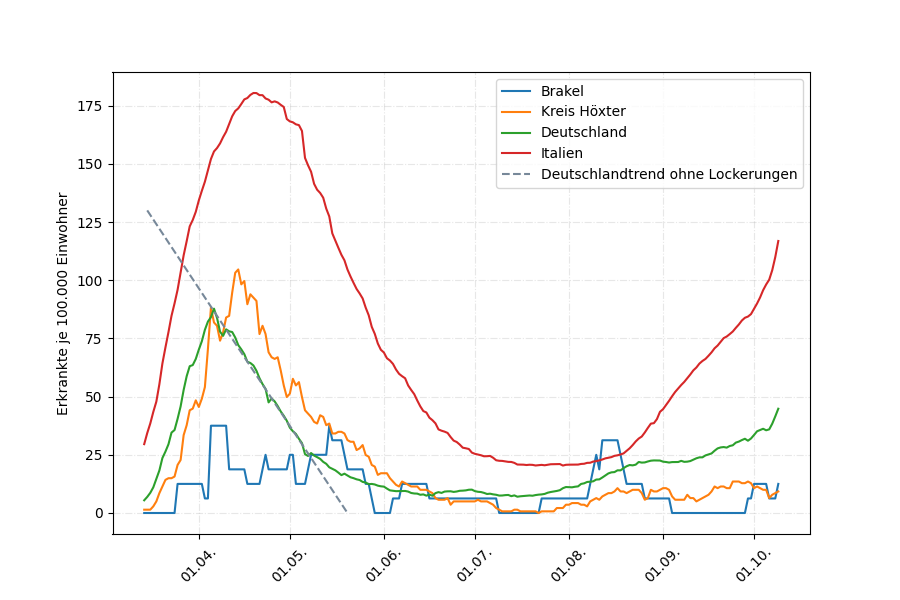 Erkrankte je 100.000 Einwohner
175
150
125
100
75
50
25
0
Brakel
Kreis Höxter
Deutschland
Italien
Deutschlandtrend ohne Lockerungen
01.04.
01.05.
01.06.
01.07.
01.08.
01.09.
01.10.